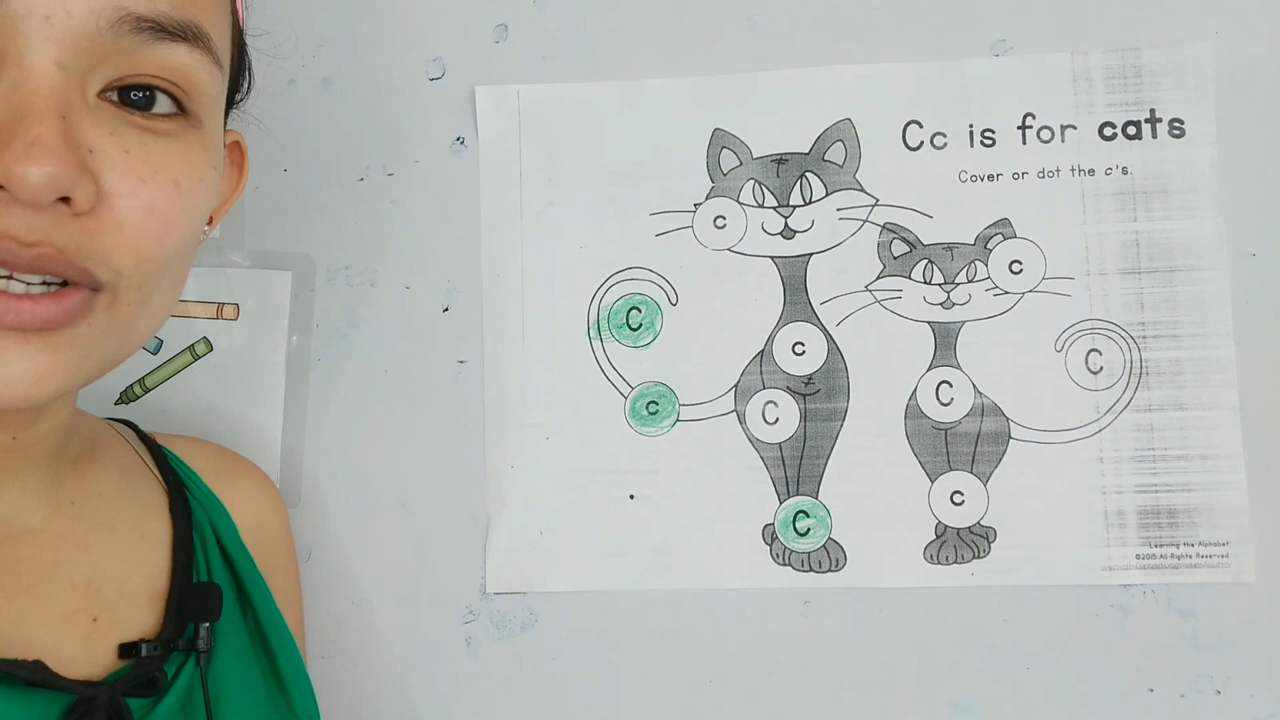 Cc is for cats
Cover or dot the c's.
c
c
C
c
C
C
c
C
C
c
Learning the Alphabet
©2015 All Rights Reserved